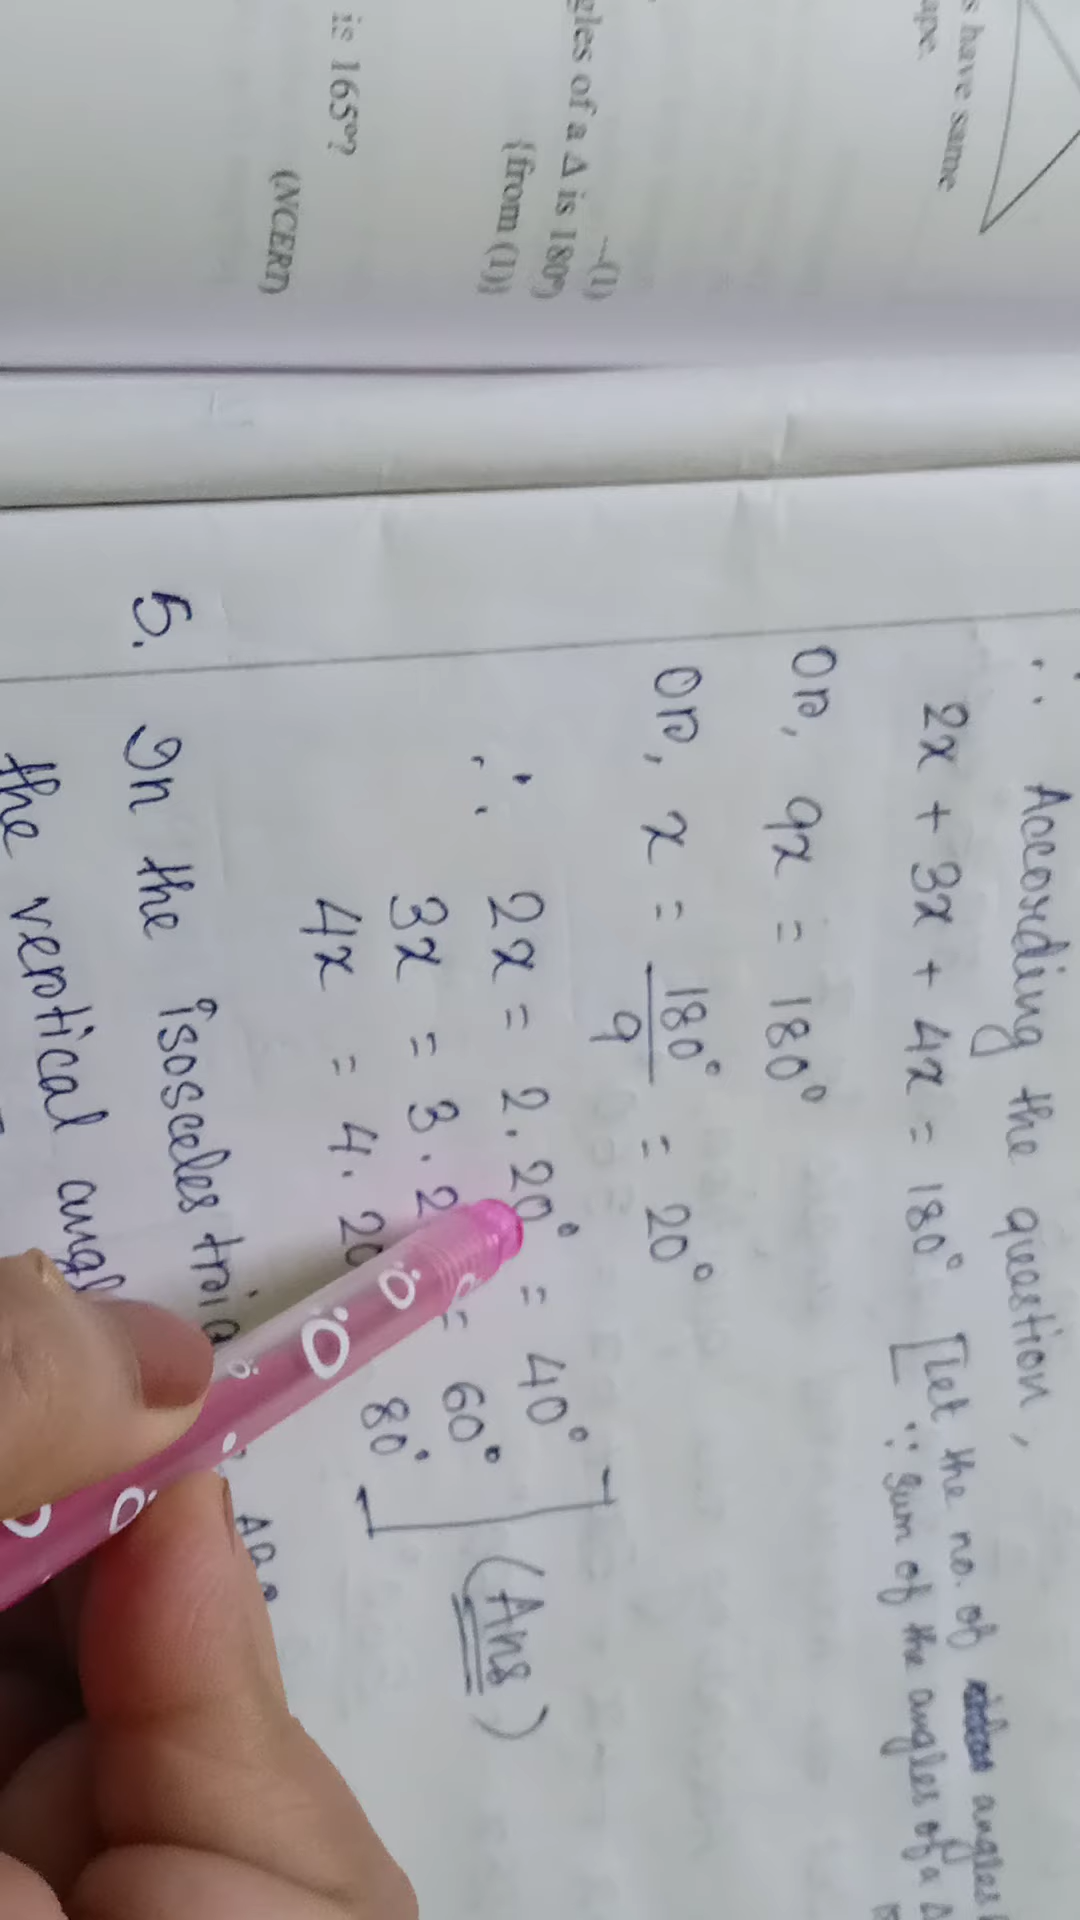 s have same
ape.
...(1)
gles of a Δ is 180°)
{from (1)}
is 165°?
(NCERT)
∴ According the question,
2x + 3x + 4x = 180° [Let the no. of angles
∵ sum of the angles of a Δ
or, 9x = 180°
or, x = 180°/9 = 20°
∴ 2x = 2.20° = 40°
3x = 3.2 = 60°
4x = 4.20 80° (Ans)
5. In the isosceles tria
the vertical angl